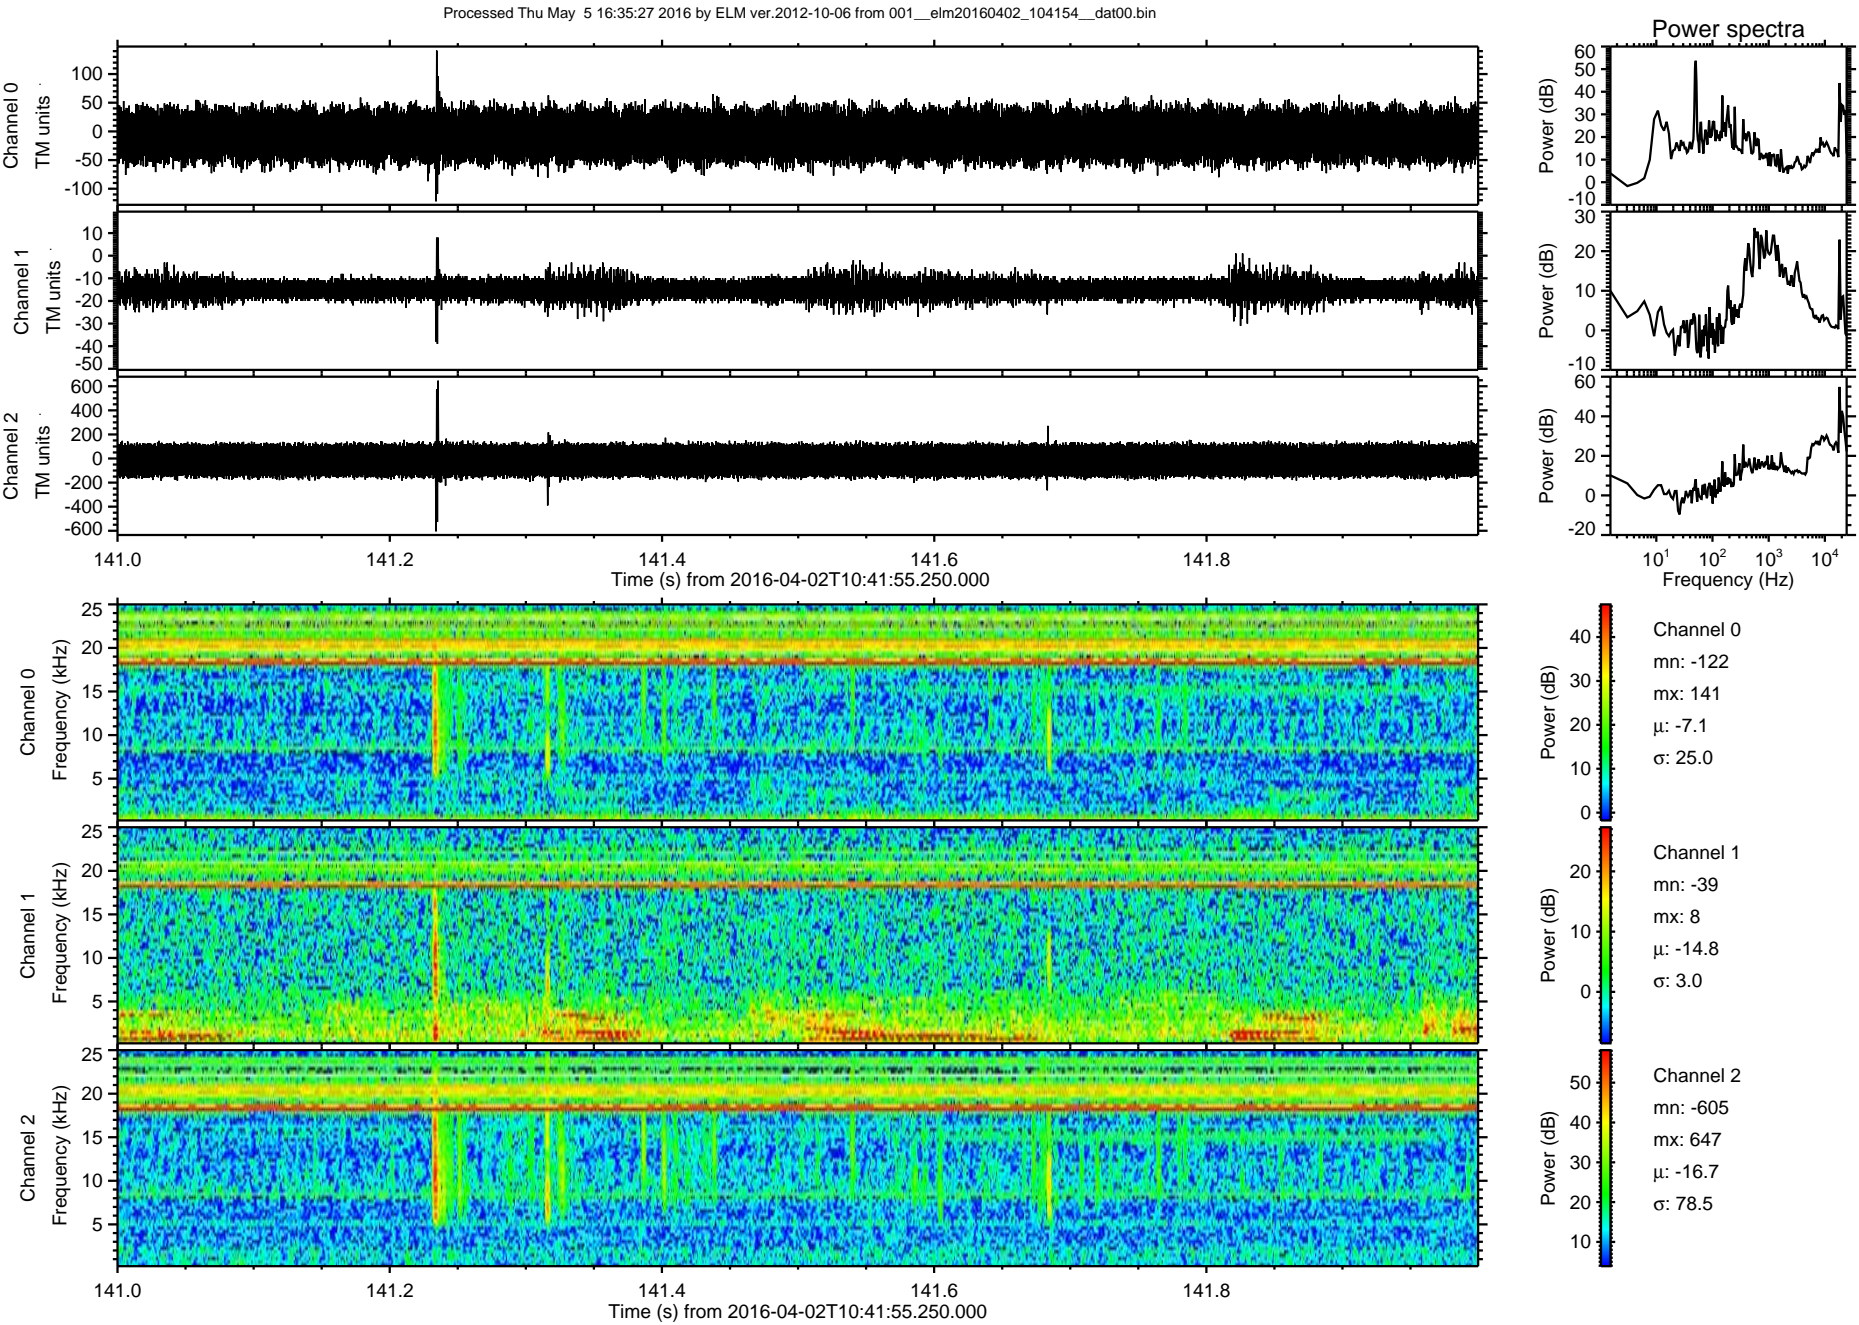 Processed Thu May  5 16:35:27 2016 by ELM ver.2012-10-06 from 001__elm20160402_104154__dat00.bin
Power spectra
Channel 0
TM units
100
50
0
-50
-100
Power (dB)
60
50
40
30
20
10
0
-10
Channel 1
TM units
10
0
-10
-20
-30
-40
-50
Power (dB)
30
20
10
0
-10
Channel 2
TM units
600
400
200
0
-200
-400
-600
Power (dB)
60
40
20
0
-20
141.0 141.2 141.4 141.6 141.8
Time (s) from 2016-04-02T10:41:55.250.000
10¹ 10² 10³ 10⁴
Frequency (Hz)
Channel 0
Frequency (kHz)
25
20
15
10
5
Power (dB)
40
30
20
10
0
Channel 0
mn: -122
mx: 141
μ: -7.1
σ: 25.0
Channel 1
Frequency (kHz)
25
20
15
10
5
Power (dB)
20
10
0
Channel 1
mn: -39
mx: 8
μ: -14.8
σ: 3.0
Channel 2
Frequency (kHz)
25
20
15
10
5
Power (dB)
50
40
30
20
10
Channel 2
mn: -605
mx: 647
μ: -16.7
σ: 78.5
141.0 141.2 141.4 141.6 141.8
Time (s) from 2016-04-02T10:41:55.250.000